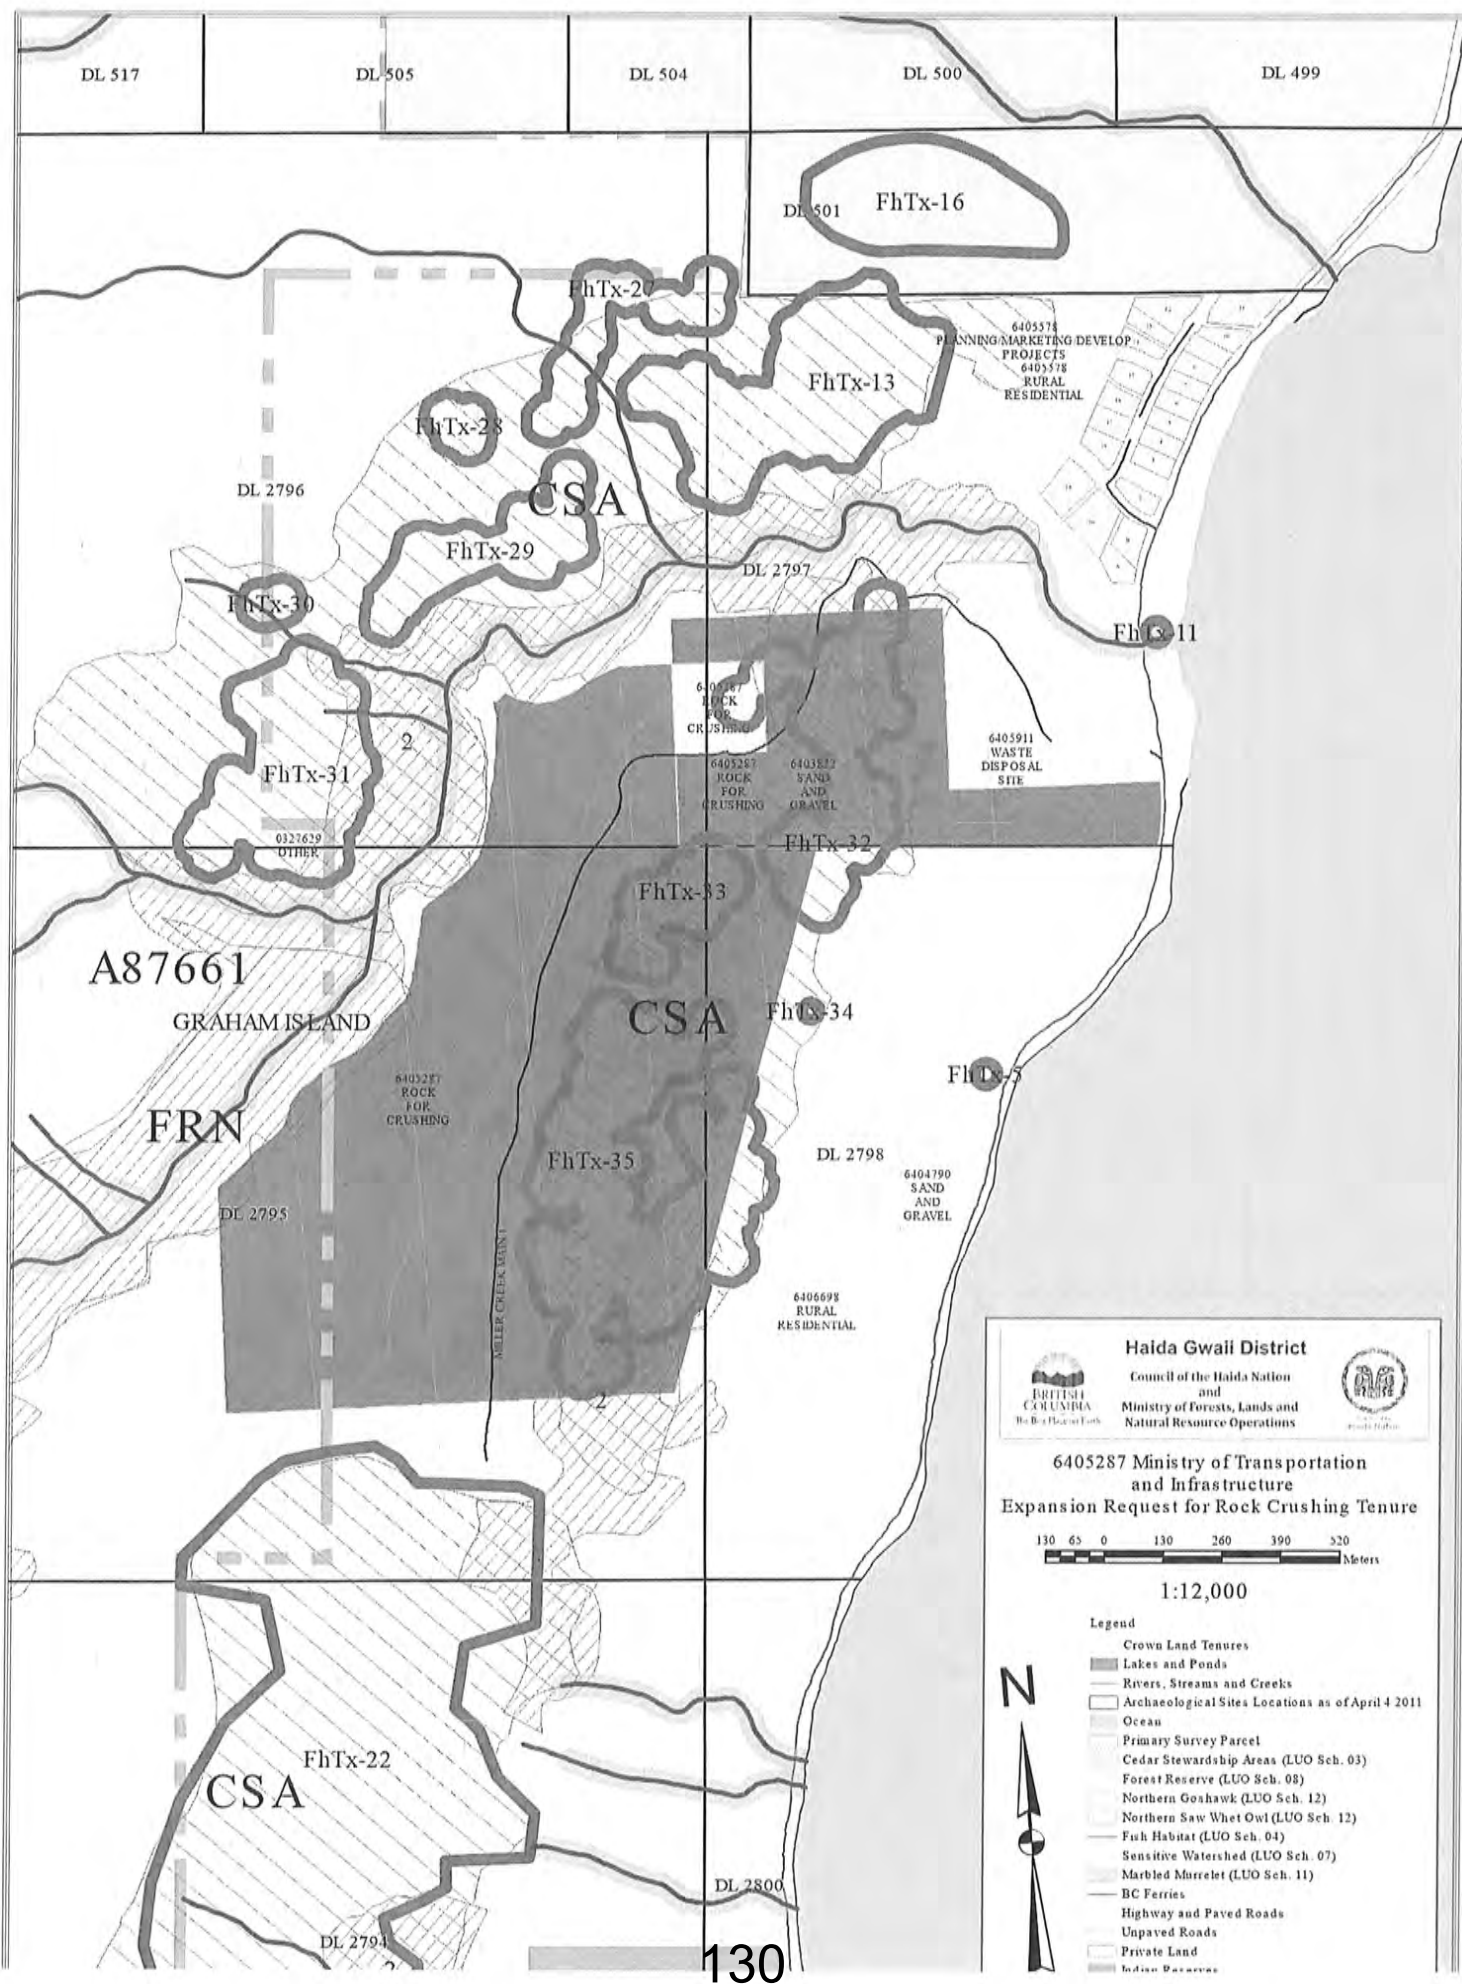 DL 517
DL 505
DL 504
DL 500
DL 499
DL 501
FhTx-16
FhTx-27
6405578
PLANNING/MARKETING/DEVELOP
PROJECTS
6405578
RURAL
RESIDENTIAL
FhTx-13
FhTx-28
DL 2796
CSA
FhTx-29
DL 2797
FhTx-30
FhTx-11
6405287
ROCK
FOR
CRUSHING
2
6405911
WASTE
DISPOSAL
SITE
FhTx-31
6405287
ROCK
FOR
CRUSHING
6403822
SAND
AND
GRAVEL
0327629
OTHER
FhTx-32
FhTx-33
A87661
GRAHAM ISLAND
CSA
FhTx-34
FhTx-5
6405287
ROCK
FOR
CRUSHING
FRN
FhTx-35
DL 2798
6404790
SAND
AND
GRAVEL
DL 2795
MILLER CREEK MAIN 1
6406698
RURAL
RESIDENTIAL
2
Haida Gwaii District
Council of the Haida Nation
and
Ministry of Forests, Lands and
Natural Resource Operations
BRITISH
COLUMBIA
The Best Place on Earth
6405287 Ministry of Transportation
and Infrastructure
Expansion Request for Rock Crushing Tenure
130 65 0 130 260 390 520
Meters
1:12,000
Legend
Crown Land Tenures
Lakes and Ponds
Rivers, Streams and Creeks
Archaeological Sites Locations as of April 4 2011
Ocean
Primary Survey Parcel
Cedar Stewardship Areas (LUO Sch. 03)
Forest Reserve (LUO Sch. 08)
Northern Goshawk (LUO Sch. 12)
Northern Saw Whet Owl (LUO Sch. 12)
Fish Habitat (LUO Sch. 04)
Sensitive Watershed (LUO Sch. 07)
Marbled Murrelet (LUO Sch. 11)
BC Ferries
Highway and Paved Roads
Unpaved Roads
Private Land
Indian Reserves
N
FhTx-22
CSA
DL 2800
DL 2794
2
130